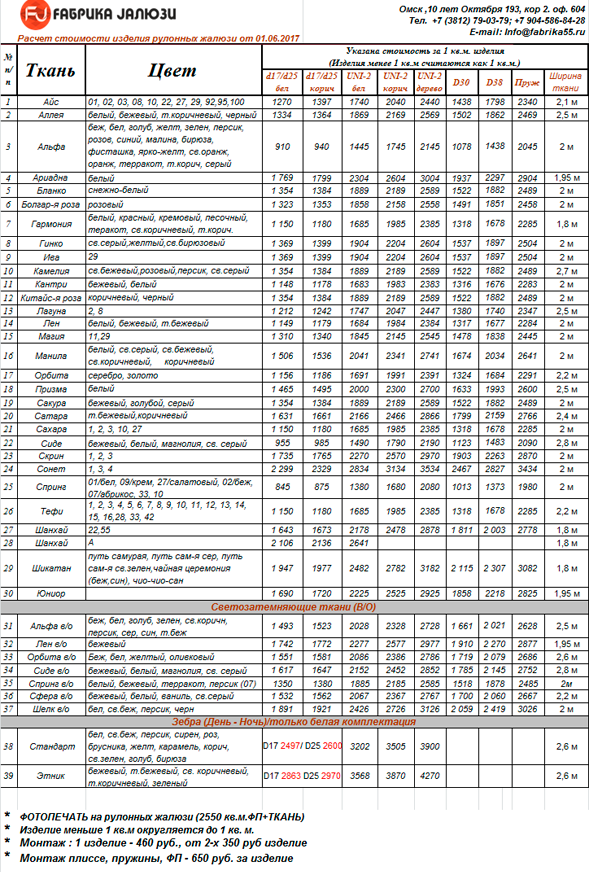 FАБРИКА JАЛЮЗИ
Омск ,10 лет Октября 193, кор 2. оф. 604
Тел. +7 (3812) 79-03-79; +7 904-586-84-28
E-mail: Info@fabrika55.ru
Расчет стоимости изделия рулонных жалюзи от 01.06.2017
№ п/п Ткань Цвет Указана стоимость за 1 кв.м. изделия
(Изделия менее 1 кв.м считаются как 1 кв.м.)
d17/d25 бел d17/d25 корич UNI-2 бел UNI-2 корич UNI-2 дерево D30 D38 Пруж Ширина ткани
1 Айс 01, 02, 03, 08, 10, 22, 27, 29, 92,95,100 1270 1397 1740 2040 2440 1438 1798 2340 2,1 м
2 Аллея белый, бежевый, т.коричневый, черный 1334 1364 1869 2169 2569 1502 1862 2469 2,5 м
3 Альфа беж, бел, голуб, желт, зелен, персик,
розов, синий, малина, бирюза,
фисташка, ярко-желт, св.оранж,
оранж, терракот, т.корич, серый 910 940 1445 1745 2145 1078 1438 2045 2 м
4 Ариадна белый 1 769 1799 2304 2604 3004 1937 2297 2904 1,95 м
5 Бланко снежно-белый 1 354 1384 1889 2189 2589 1522 1882 2489 2 м
6 Болгар-я роза розовый 1 323 1353 1858 2158 2558 1491 1851 2458 2 м
7 Гармония белый, красный, кремовый, песочный,
теракот, св.коричневый, т.корич. 1 150 1180 1685 1985 2385 1318 1678 2285 1,8 м
8 Гинко св.серый,желтый,св.бирюзовый 1 369 1399 1904 2204 2604 1537 1897 2504 2 м
9 Ива 29 1 369 1399 1904 2204 2604 1537 1897 2504 2 м
10 Камелия св.бежевый,розовый,персик, св.серый 1 354 1384 1889 2189 2589 1522 1882 2489 2,7 м
11 Кантри бежевый, белый 1 148 1178 1683 1983 2383 1316 1676 2283 2 м
12 Китайс-я роза коричневый, черный 1 354 1384 1889 2189 2589 1522 1882 2489 2 м
13 Лагуна 2, 8 1 212 1242 1747 2047 2447 1380 1740 2347 2,5 м
14 Лен белый, бежевый, т.бежевый 1 149 1179 1684 1984 2384 1317 1677 2284 2 м
15 Магия 11,29 1 310 1340 1845 2145 2545 1478 1838 2445 2 м
16 Манила белый, св.серый, св.бежевый,
св.коричневый, коричневый 1 506 1536 2041 2341 2741 1674 2034 2641 2 м
17 Орбита серебро, золото 1 156 1186 1691 1991 2391 1324 1684 2291 2,2 м
18 Призма белый 1 465 1495 2000 2300 2700 1633 1993 2600 2,5 м
19 Сакура бежевый, голубой, серый 1 354 1384 1889 2189 2589 1522 1882 2489 2 м
20 Сатара т.бежевый,коричневый 1 631 1661 2166 2466 2866 1799 2159 2766 2,4 м
21 Сахара 1, 2, 3, 10, 27 1 150 1180 1685 1985 2385 1318 1678 2285 2 м
22 Сиде бежевый, белый, магнолия, св. серый 955 985 1490 1790 2190 1123 1483 2090 2,8 м
23 Скрин 1, 2, 3 1 735 1765 2270 2570 2970 1903 2263 2870 2 м
24 Сонет 1, 3, 4 2 299 2329 2834 3134 3534 2467 2827 3434 2 м
25 Спринг 01/бел, 09/крем, 27/салатовый, 02/беж,
07/абрикос, 33, 10 845 875 1380 1680 2080 1013 1373 1980 2 м
26 Тефи 1, 2, 3, 4, 5, 6, 7, 8, 9, 10, 11, 12, 13, 14,
15, 16,28, 33, 42 1 150 1180 1685 1985 2385 1318 1678 2285 2,2 м
27 Шанхай 22,55 1 643 1673 2178 2478 2878 1 811 2 003 2778 1,8 м
28 Шанхай А 2 106 2136 2641 1,8 м
29 Шикатан путь самурая, путь сам-я сер, путь
сам-я св.зелен,чайная церемония
(беж,син), чио-чио-сан 1 947 1977 2482 2782 3182 2 115 2 307 3082 1,8 м
30 Юниор 1 690 1720 2225 2525 2925 1858 2218 2825 1,95 м
Светозатемняющие ткани (В/О)
31 Альфа в/о беж, бел, голуб, зелен, св.коричн,
персик, сер, син, т.беж 1 493 1523 2028 2328 2728 1 661 2 021 2628 2,5 м
32 Лен в/о бежевый 1 742 1772 2277 2577 2977 1 910 2 270 2877 1,95 м
33 Орбита в/о Беж, бел, желтый, оливковый 1 551 1581 2086 2386 2786 1 719 2 079 2686 2,6 м
34 Сиде в/о бежевый, белый, магнолия, св. серый 1 617 1647 2152 2452 2852 1 785 2 145 2752 2,8 м
35 Спринг в/о белый, бежевый, терракот, персик (07) 1350 1380 1885 2185 2585 1518 1878 2485 2м
36 Сфера в/о бежевый, белый, ваниль, св.серый 1 532 1562 2067 2367 2767 1 700 2 060 2667 2,2 м
37 Шелк в/о бел, св.беж, персик, черн 1 891 1921 2426 2726 3126 2 059 2 419 3026 2 м
Зебра (День - Ночь)/только белая комплектация
38 Стандарт бел, св.беж, персик, сирен, роз,
брусника, желт, карамель, корич,
св.зелен, голуб, бирюза D17 2497/ D25 2600 3202 3505 3900 2,6 м
39 Этник бежевый, т.бежевый, св. коричневый,
т.коричневый, зеленый D17 2863 D25 2970 3568 3870 4270 2,6 м
* ФОТОПЕЧАТЬ на рулонных жалюзи (2550 кв.м.ФП+ТКАНЬ)
* Изделие меньше 1 кв.м округляется до 1 кв. м.
* Монтаж : 1 изделие - 460 руб., от 2-х 350 руб изделие
* Монтаж плиссе, пружины, ФП - 650 руб. за изделие